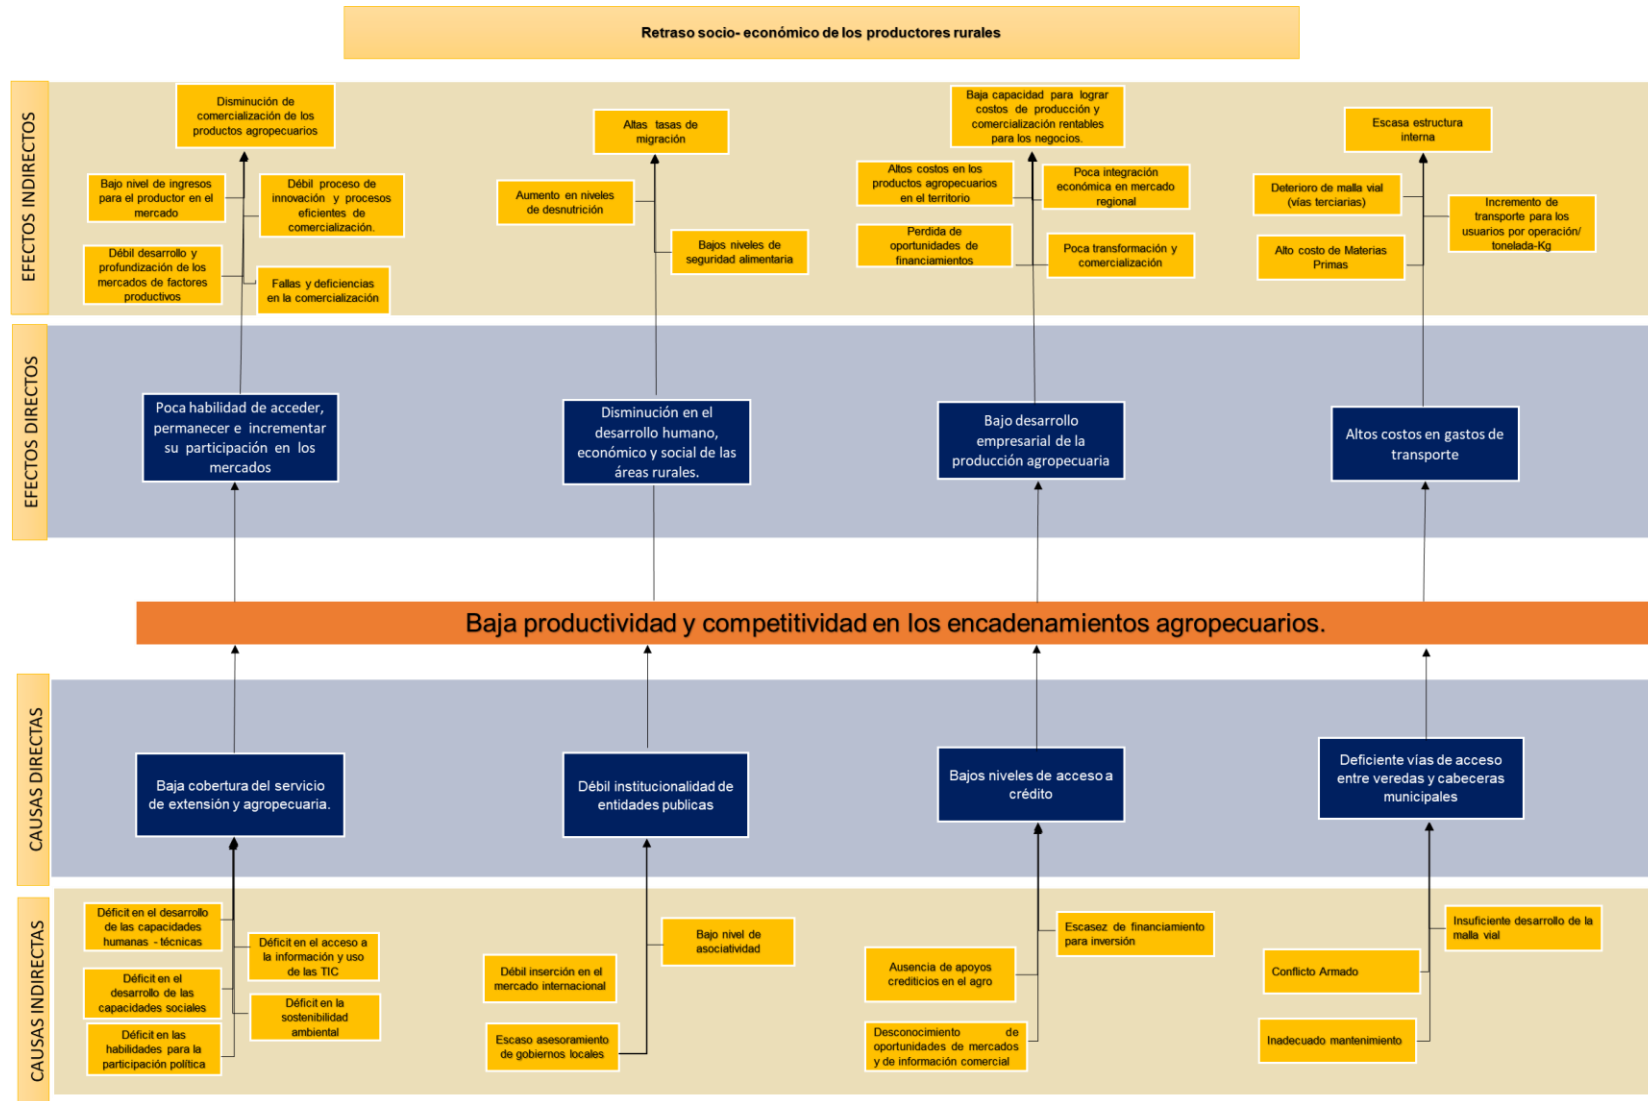 Retraso socio- económico de los productores rurales
EFECTOS INDIRECTOS
Disminución de
comercialización de los
productos agropecuarios
Bajo nivel de ingresos
para el productor en el
mercado
Débil proceso de
innovación y procesos
eficientes de
comercialización.
Débil desarrollo y
profundización de los
mercados de factores
productivos
Fallas y deficiencias
en la comercialización
Altas tasas de
migración
Aumento en niveles
de desnutrición
Bajos niveles de
seguridad alimentaria
Baja capacidad para lograr
costos de producción y
comercialización rentables
para los negocios.
Altos costos en los
productos agropecuarios
en el territorio
Poca integración
económica en mercado
regional
Perdida de
oportunidades de
financiamientos
Poca transformación y
comercialización
Escasa estructura
interna
Deterioro de malla vial
(vías terciarias)
Incremento de
transporte para los
usuarios por operación/
tonelada-Kg
Alto costo de Materias
Primas
EFECTOS DIRECTOS
Poca habilidad de acceder,
permanecer e incrementar
su participación en los
mercados
Disminución en el
desarrollo humano,
económico y social de las
áreas rurales.
Bajo desarrollo
empresarial de la
producción agropecuaria
Altos costos en gastos de
transporte
Baja productividad y competitividad en los encadenamientos agropecuarios.
CAUSAS DIRECTAS
Baja cobertura del servicio
de extensión y agropecuaria.
Débil institucionalidad de
entidades publicas
Bajos niveles de acceso a
crédito
Deficiente vías de acceso
entre veredas y cabeceras
municipales
CAUSAS INDIRECTAS
Déficit en el desarrollo
de las capacidades
humanas - técnicas
Déficit en el acceso a
la información y uso
de las TIC
Déficit en el
desarrollo de las
capacidades sociales
Déficit en la
sostenibilidad
ambiental
Déficit en las
habilidades para la
participación política
Bajo nivel de
asociatividad
Débil inserción en el
mercado internacional
Escaso asesoramiento
de gobiernos locales
Escasez de financiamiento
para inversión
Ausencia de apoyos
crediticios en el agro
Desconocimiento de
oportunidades de mercados
y de información comercial
Insuficiente desarrollo de la
malla vial
Conflicto Armado
Inadecuado mantenimiento